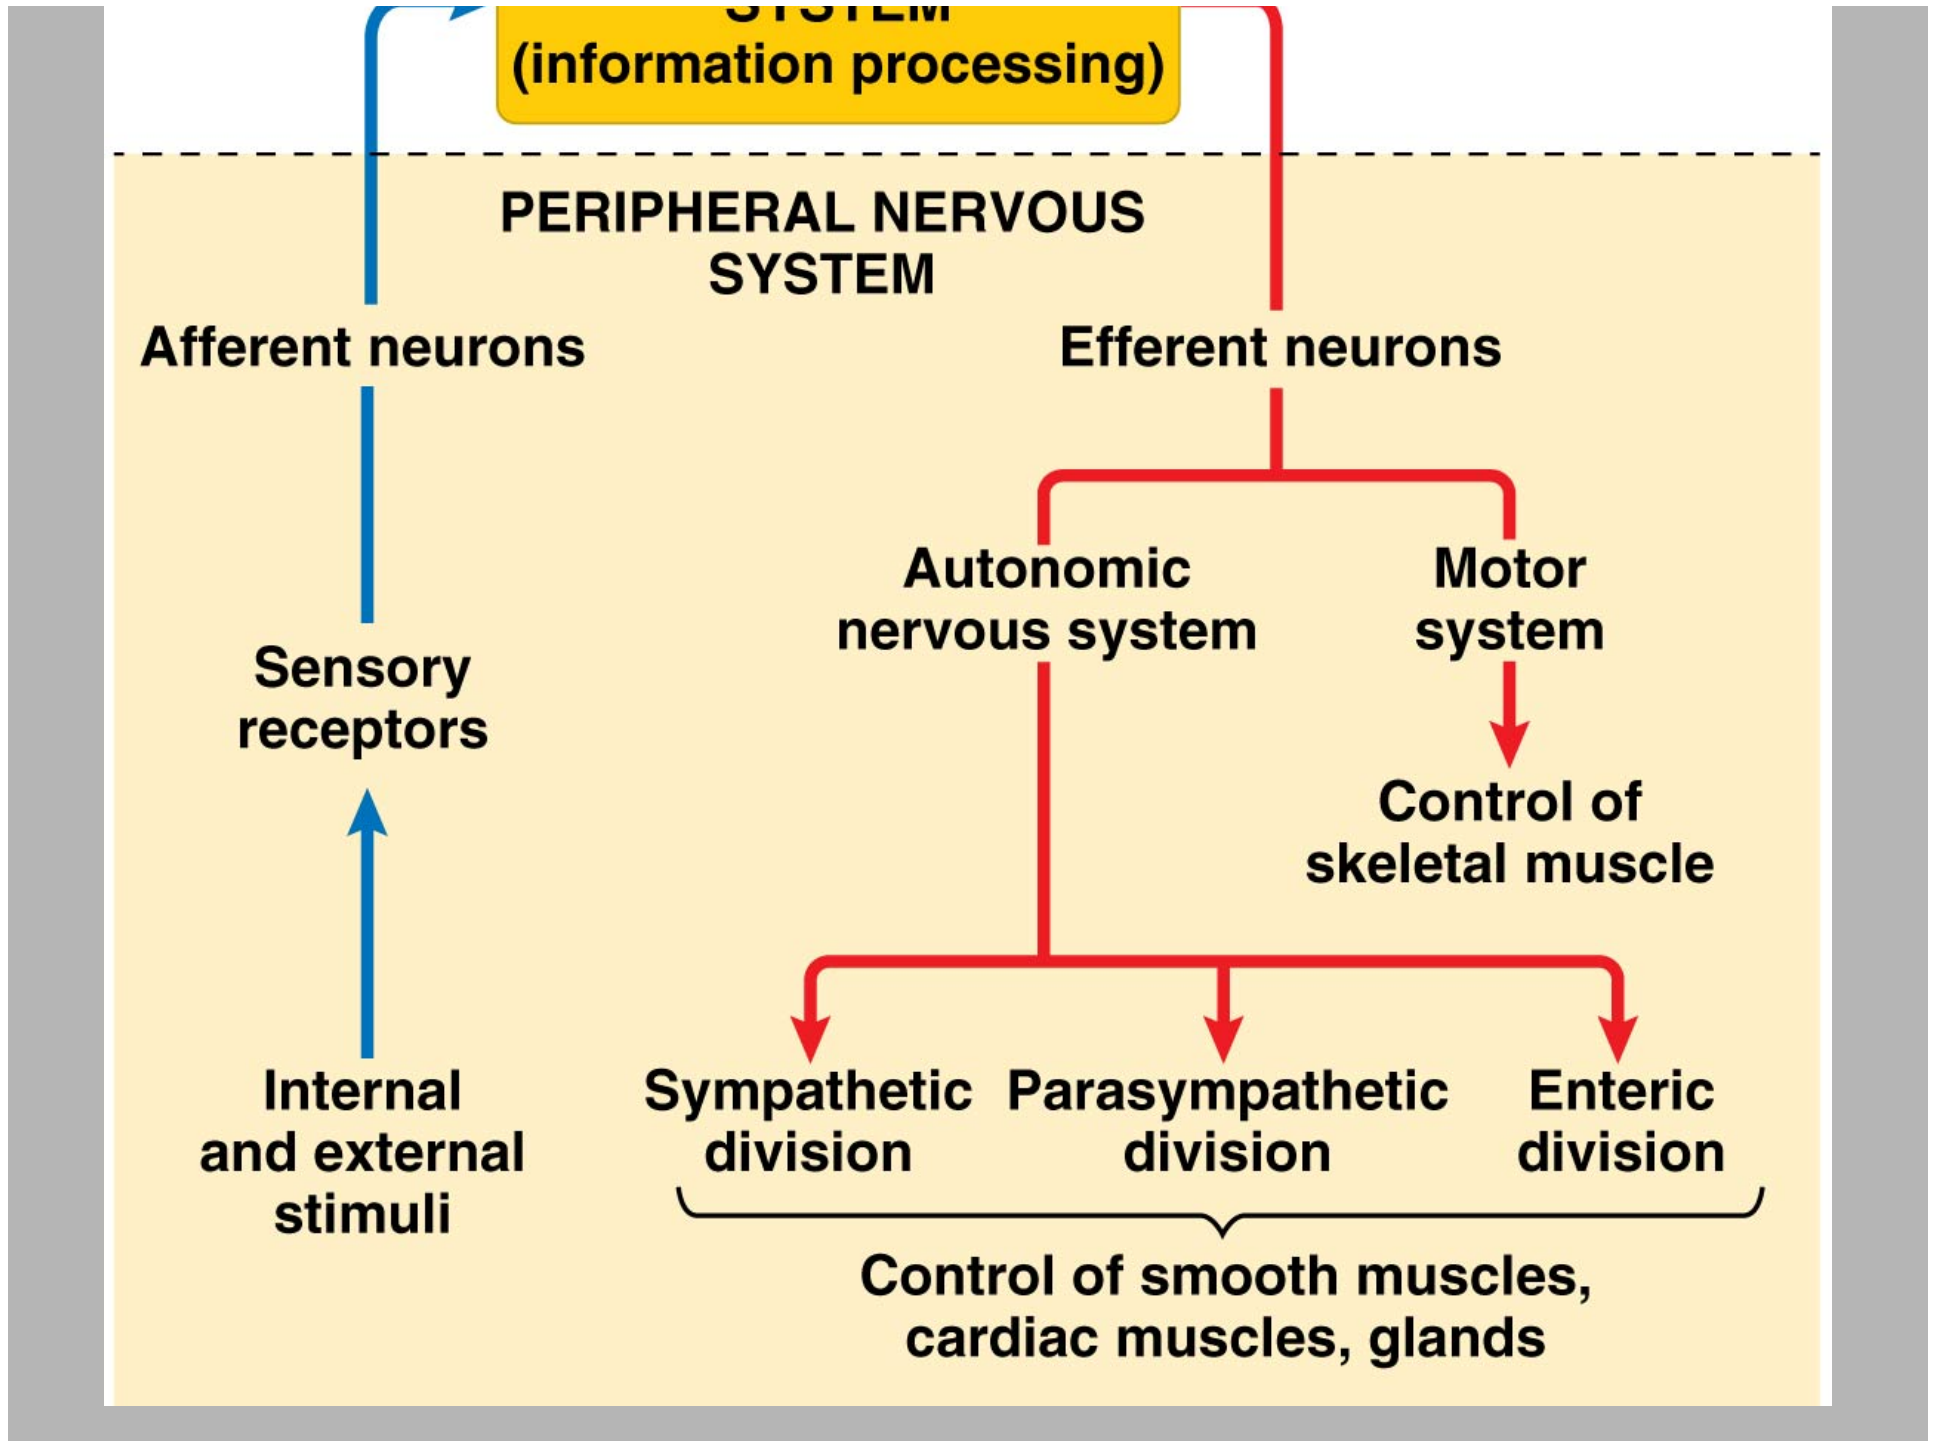 SYSTEM
(information processing)
PERIPHERAL NERVOUS
SYSTEM
Afferent neurons
Efferent neurons
Autonomic
nervous system
Motor
system
Sensory
receptors
Control of
skeletal muscle
Internal
and external
stimuli
Sympathetic
division
Parasympathetic
division
Enteric
division
Control of smooth muscles,
cardiac muscles, glands